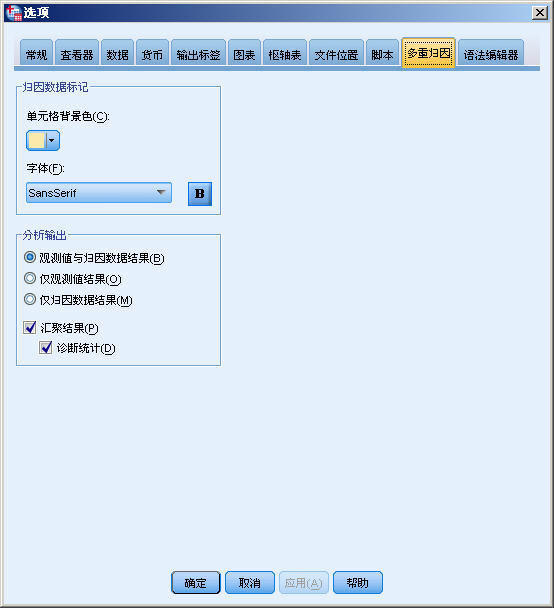 选项
常规 查看器 数据 货币 输出标签 图表 枢轴表 文件位置 脚本 多重归因 语法编辑器
归因数据标记
单元格背景色(C):
字体(F):
SansSerif B
分析输出
观测值与归因数据结果(B)
仅观测值结果(O)
仅归因数据结果(M)
汇聚结果(P)
诊断统计(D)
确定 取消 应用(A) 帮助